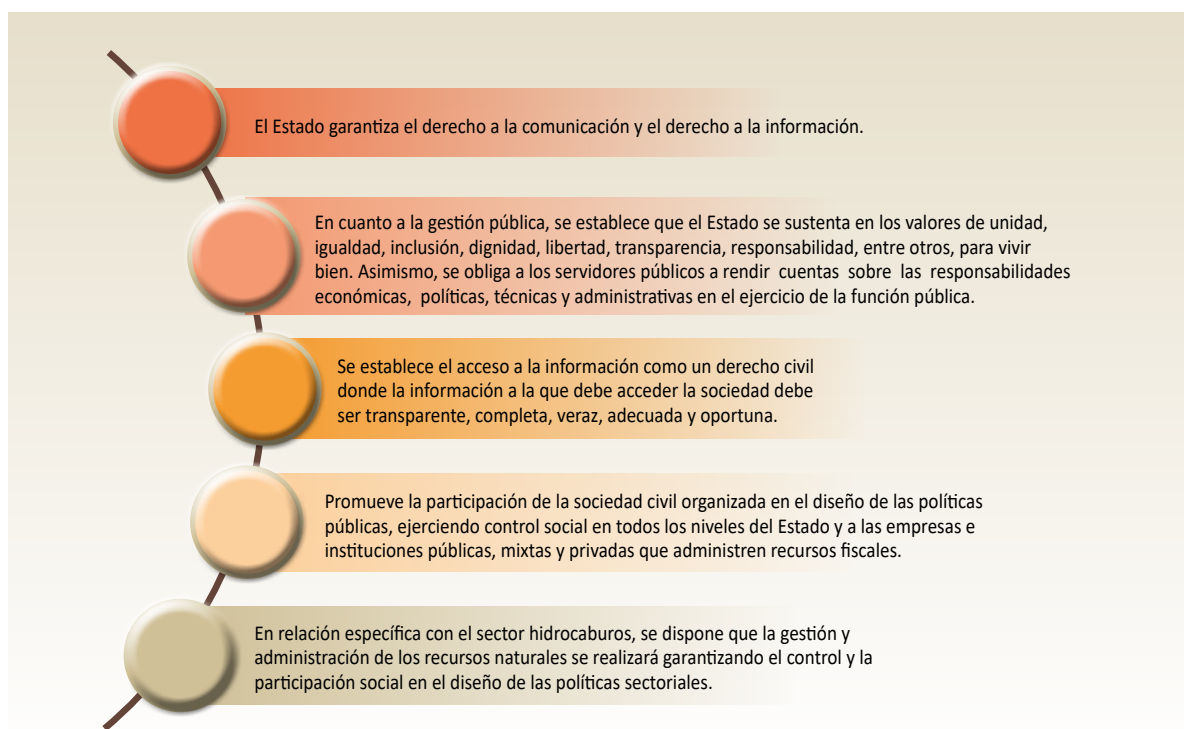 El Estado garantiza el derecho a la comunicación y el derecho a la información.
En cuanto a la gestión pública, se establece que el Estado se sustenta en los valores de unidad,
igualdad, inclusión, dignidad, libertad, transparencia, responsabilidad, entre otros, para vivir
bien. Asimismo, se obliga a los servidores públicos a rendir cuentas sobre las responsabilidades
económicas, políticas, técnicas y administrativas en el ejercicio de la función pública.
Se establece el acceso a la información como un derecho civil
donde la información a la que debe acceder la sociedad debe
ser transparente, completa, veraz, adecuada y oportuna.
Promueve la participación de la sociedad civil organizada en el diseño de las políticas
públicas, ejerciendo control social en todos los niveles del Estado y a las empresas e
instituciones públicas, mixtas y privadas que administren recursos fiscales.
En relación específica con el sector hidrocaburos, se dispone que la gestión y
administración de los recursos naturales se realizará garantizando el control y la
participación social en el diseño de las políticas sectoriales.